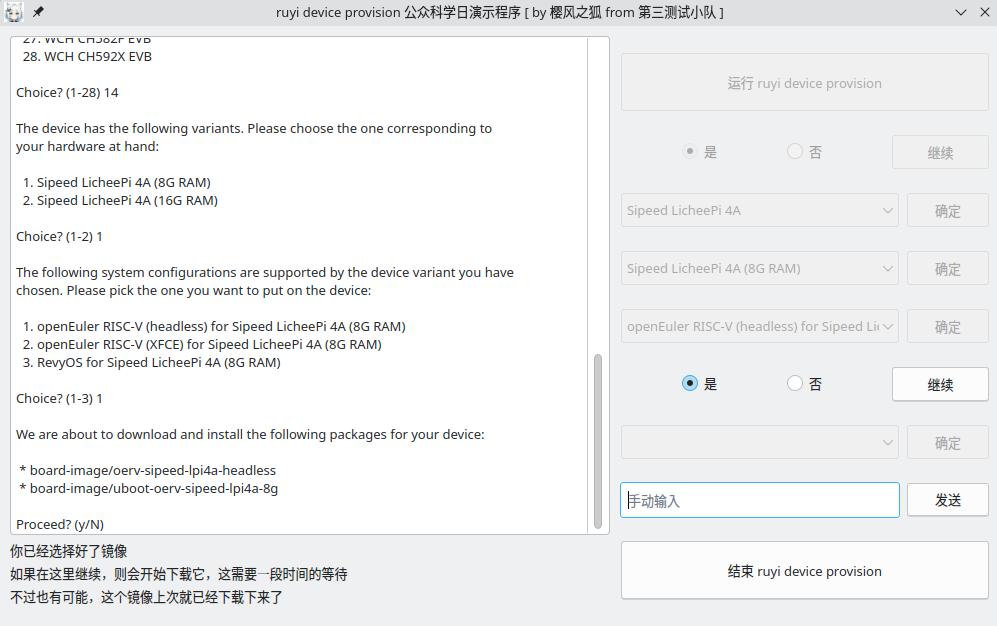 ruyi device provision 公众科学日演示程序 [ by 樱风之狐 from 第三测试小队 ]
27. WCH CH582F EVB
28. WCH CH592X EVB
Choice? (1-28) 14
The device has the following variants. Please choose the one corresponding to
your hardware at hand:
1. Sipeed LicheePi 4A (8G RAM)
2. Sipeed LicheePi 4A (16G RAM)
Choice? (1-2) 1
The following system configurations are supported by the device variant you have
chosen. Please pick the one you want to put on the device:
1. openEuler RISC-V (headless) for Sipeed LicheePi 4A (8G RAM)
2. openEuler RISC-V (XFCE) for Sipeed LicheePi 4A (8G RAM)
3. RevyOS for Sipeed LicheePi 4A (8G RAM)
Choice? (1-3) 1
We are about to download and install the following packages for your device:
* board-image/oerv-sipeed-lpi4a-headless
* board-image/uboot-oerv-sipeed-lpi4a-8g
Proceed? (y/N)
你已经选择好了镜像
如果在这里继续，则会开始下载它，这需要一段时间的等待
不过也有可能，这个镜像上次就已经下载下来了
运行 ruyi device provision
是 否 继续
Sipeed LicheePi 4A 确定
Sipeed LicheePi 4A (8G RAM) 确定
openEuler RISC-V (headless) for Sipeed Li 确定
是 否 继续
确定
手动输入 发送
结束 ruyi device provision